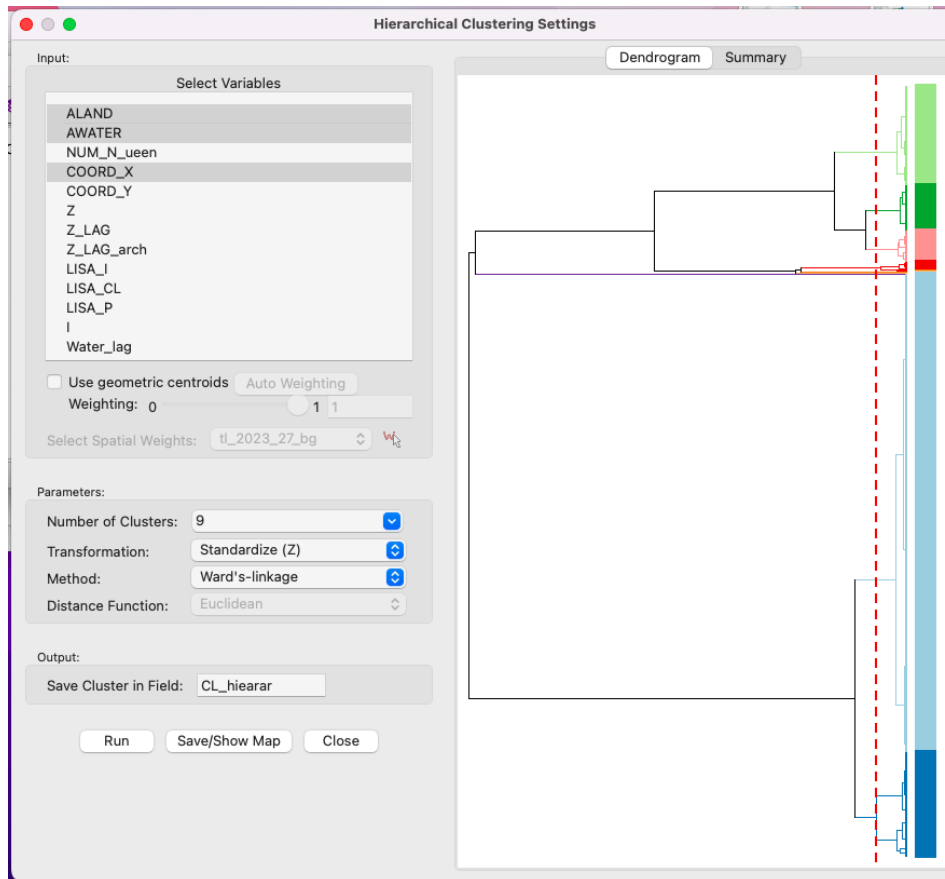 Hierarchical Clustering Settings
Input:
Select Variables
ALAND
AWATER
NUM_N_ueen
COORD_X
COORD_Y
Z
Z_LAG
Z_LAG_arch
LISA_I
LISA_CL
LISA_P
I
Water_lag
Use geometric centroids Auto Weighting
Weighting: 0 1 1
Select Spatial Weights: tl_2023_27_bg
Parameters:
Number of Clusters: 9
Transformation: Standardize (Z)
Method: Ward's-linkage
Distance Function: Euclidean
Output:
Save Cluster in Field: CL_hiearar
Run Save/Show Map Close
Dendrogram Summary